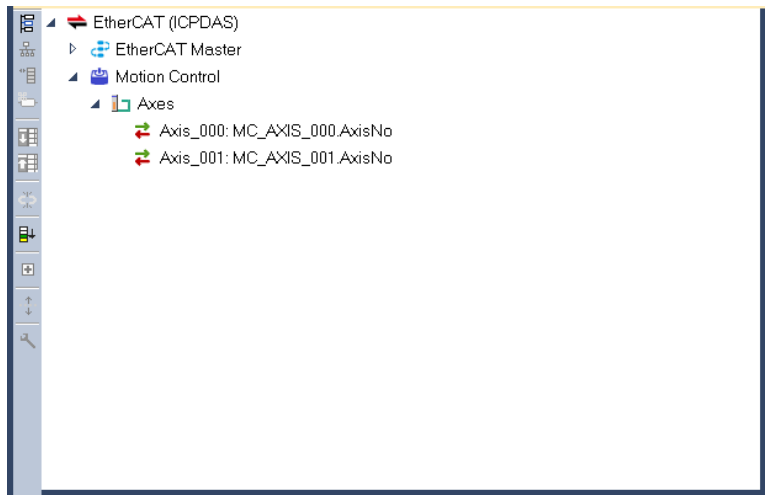 EtherCAT (ICPDAS)
EtherCAT Master
Motion Control
Axes
Axis_000: MC_AXIS_000.AxisNo
Axis_001: MC_AXIS_001.AxisNo